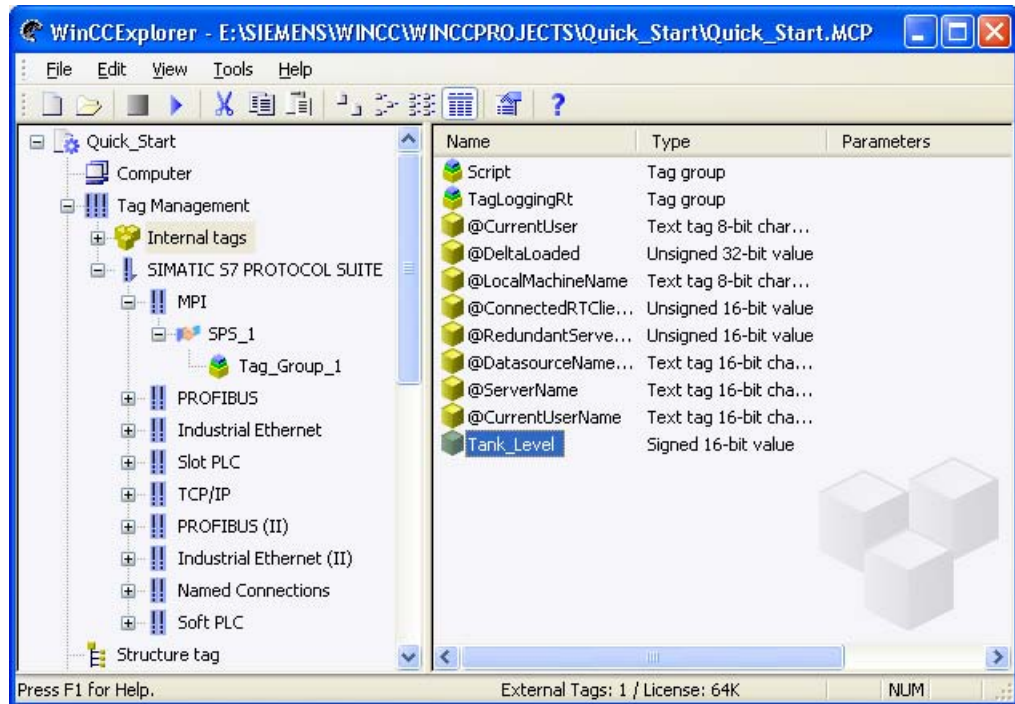 WinCCExplorer - E:\SIEMENS\WINCC\WINCCPROJECTS\Quick_Start\Quick_Start.MCP
File Edit View Tools Help
Quick_Start
Computer
Tag Management
Internal tags
SIMATIC S7 PROTOCOL SUITE
MPI
SPS_1
Tag_Group_1
PROFIBUS
Industrial Ethernet
Slot PLC
TCP/IP
PROFIBUS (II)
Industrial Ethernet (II)
Named Connections
Soft PLC
Structure tag
Name Type Parameters
Script Tag group
TagLoggingRt Tag group
@CurrentUser Text tag 8-bit char...
@DeltaLoaded Unsigned 32-bit value
@LocalMachineName Text tag 8-bit char...
@ConnectedRTClie... Unsigned 16-bit value
@RedundantServe... Unsigned 16-bit value
@DatasourceName... Text tag 16-bit cha...
@ServerName Text tag 16-bit cha...
@CurrentUserName Text tag 16-bit cha...
Tank_Level Signed 16-bit value
Press F1 for Help. External Tags: 1 / License: 64K NUM